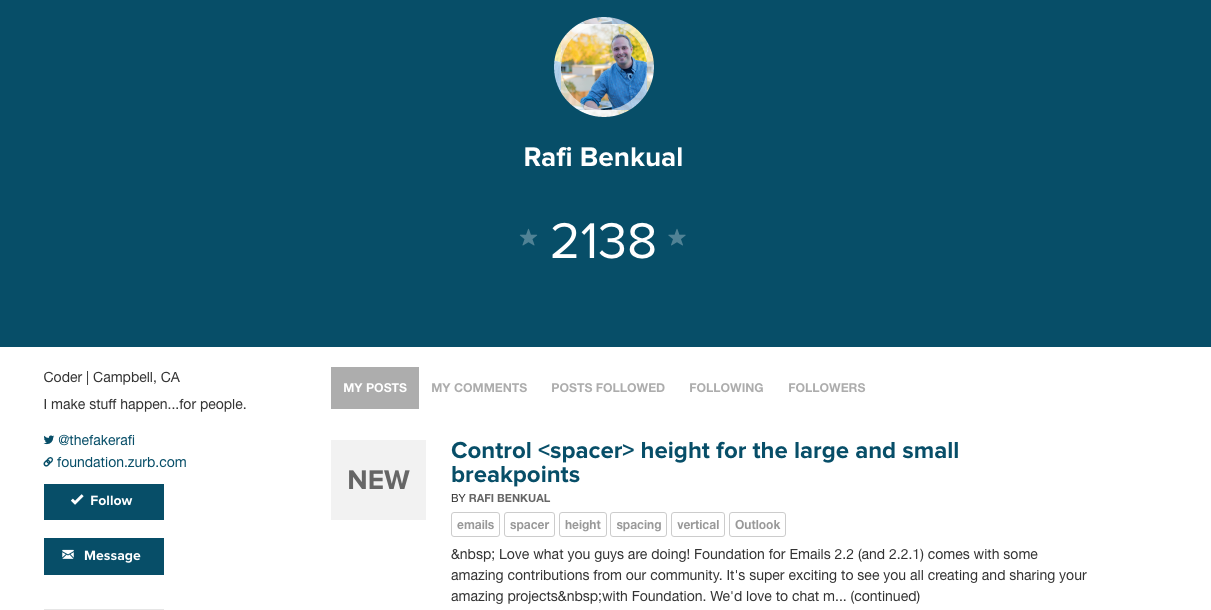 Rafi Benkual
2138
Coder | Campbell, CA
I make stuff happen...for people.
@thefakerafi
foundation.zurb.com
Follow
Message
MY POSTS MY COMMENTS POSTS FOLLOWED FOLLOWING FOLLOWERS
NEW
Control <spacer> height for the large and small
breakpoints
BY RAFI BENKUAL
emails spacer height spacing vertical Outlook
&nbsp; Love what you guys are doing! Foundation for Emails 2.2 (and 2.2.1) comes with some
amazing contributions from our community. It's super exciting to see you all creating and sharing your
amazing projects&nbsp;with Foundation. We'd love to chat m... (continued)